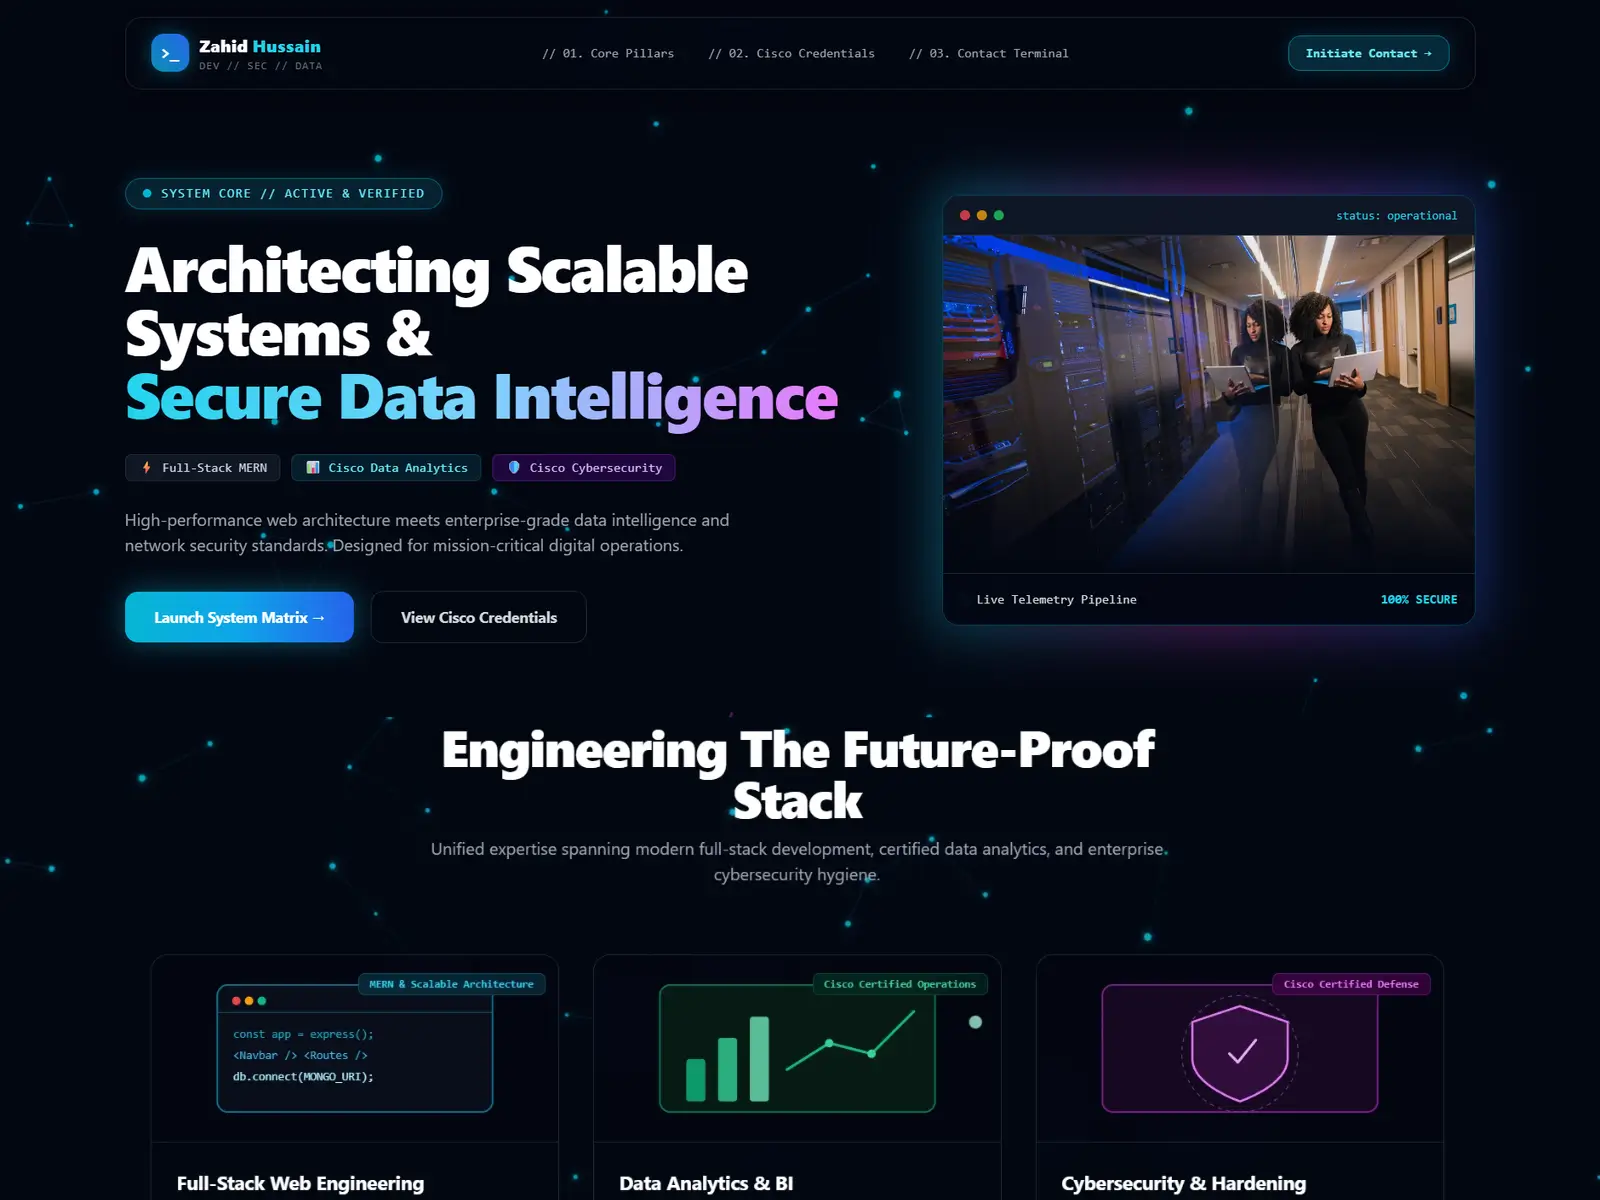 >_
Zahid Hussain
DEV // SEC // DATA
// 01. Core Pillars
// 02. Cisco Credentials
// 03. Contact Terminal
Initiate Contact →
SYSTEM CORE // ACTIVE & VERIFIED
Architecting Scalable
Systems &
Secure Data Intelligence
Full-Stack MERN
Cisco Data Analytics
Cisco Cybersecurity
High-performance web architecture meets enterprise-grade data intelligence and
network security standards. Designed for mission-critical digital operations.
Launch System Matrix →
View Cisco Credentials
status: operational
Live Telemetry Pipeline
100% SECURE
Engineering The Future-Proof
Stack
Unified expertise spanning modern full-stack development, certified data analytics, and enterprise
cybersecurity hygiene.
MERN & Scalable Architecture
const app = express();
<Navbar /> <Routes />
db.connect(MONGO_URI);
Full-Stack Web Engineering
Cisco Certified Operations
Data Analytics & BI
Cisco Certified Defense
Cybersecurity & Hardening